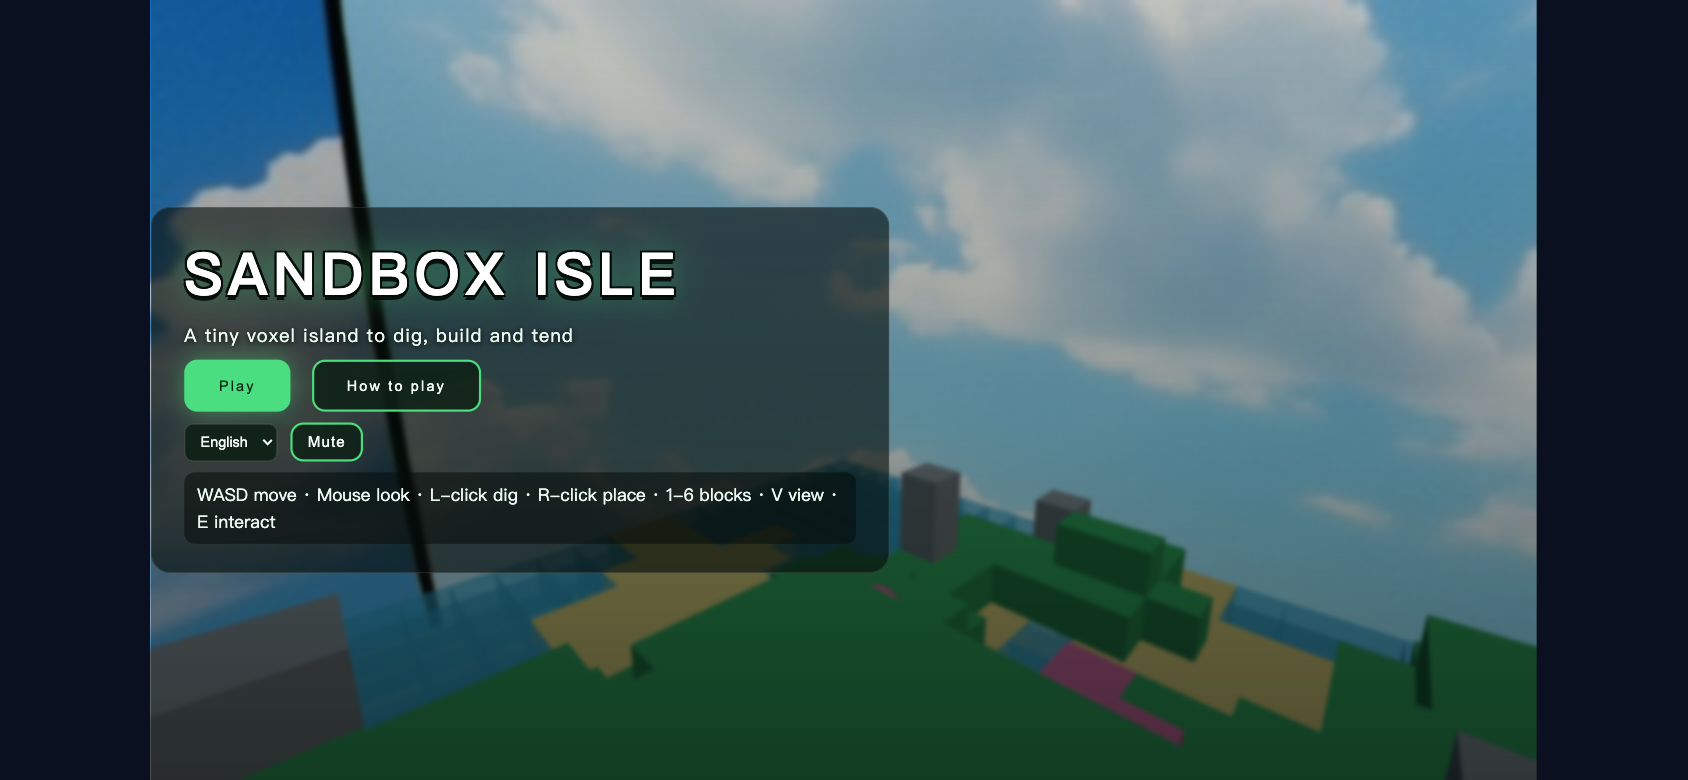 SANDBOX ISLE
A tiny voxel island to dig, build and tend
Play
How to play
English
Mute
WASD move · Mouse look · L-click dig · R-click place · 1-6 blocks · V view ·
E interact